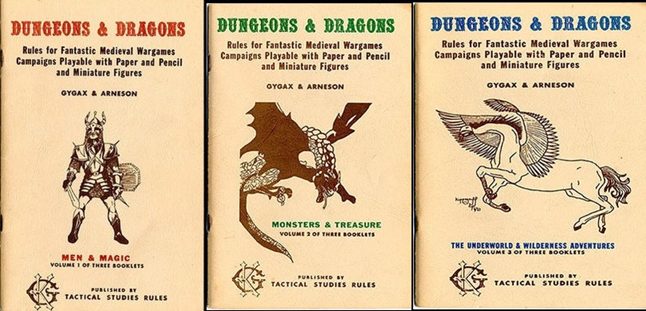 DUNGEONS & DRAGONS
Rules for Fantastic Medieval Wargames
Campaigns Playable with Paper and Pencil
and Miniature Figures
GYGAX & ARNESON
MEN & MAGIC
VOLUME 1 OF THREE BOOKLETS
PUBLISHED BY
TACTICAL STUDIES RULES
DUNGEONS & DRAGONS
Rules for Fantastic Medieval Wargames
Campaigns Playable with Paper and Pencil
and Miniature Figures
GYGAX & ARNESON
MONSTERS & TREASURE
VOLUME 2 OF THREE BOOKLETS
PUBLISHED BY
TACTICAL STUDIES RULES
DUNGEONS & DRAGONS
Rules for Fantastic Medieval Wargames
Campaigns Playable with Paper and Pencil
and Miniature Figures
GYGAX & ARNESON
THE UNDERWORLD & WILDERNESS ADVENTURES
VOLUME 3 OF THREE BOOKLETS
PUBLISHED BY
TACTICAL STUDIES RULES